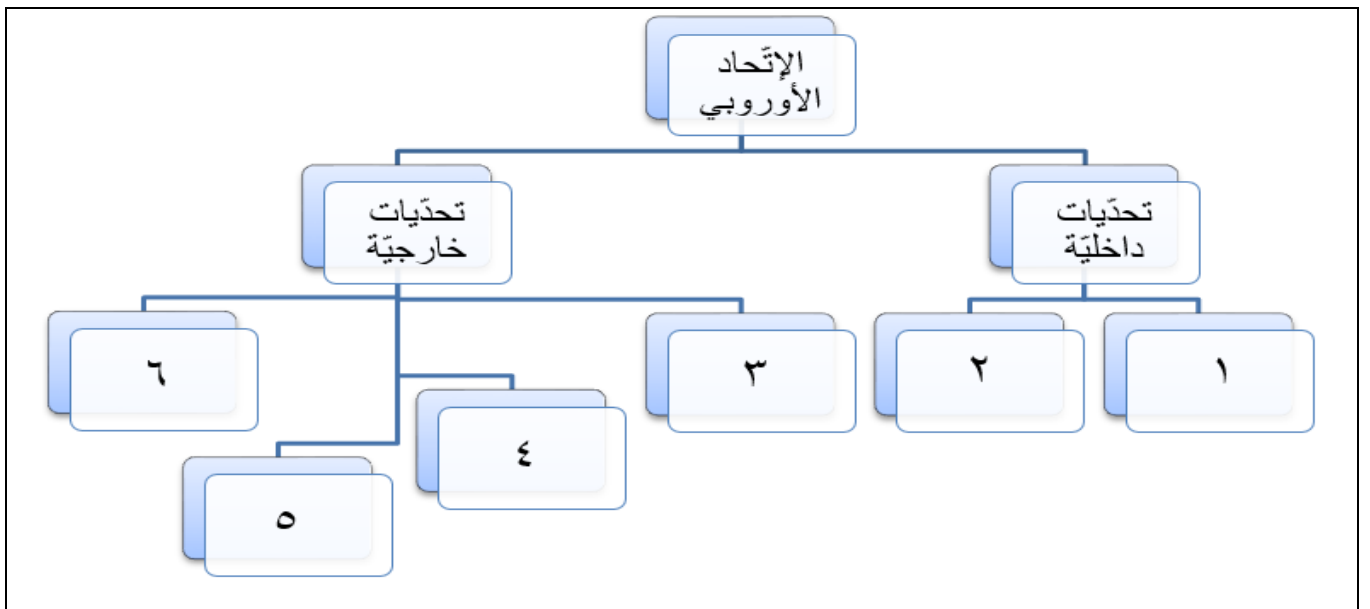 الإتّحاد
الأوروبي
تحدّيات
داخليّة
تحدّيات
خارجيّة
١
٢
٣
٤
٥
٦